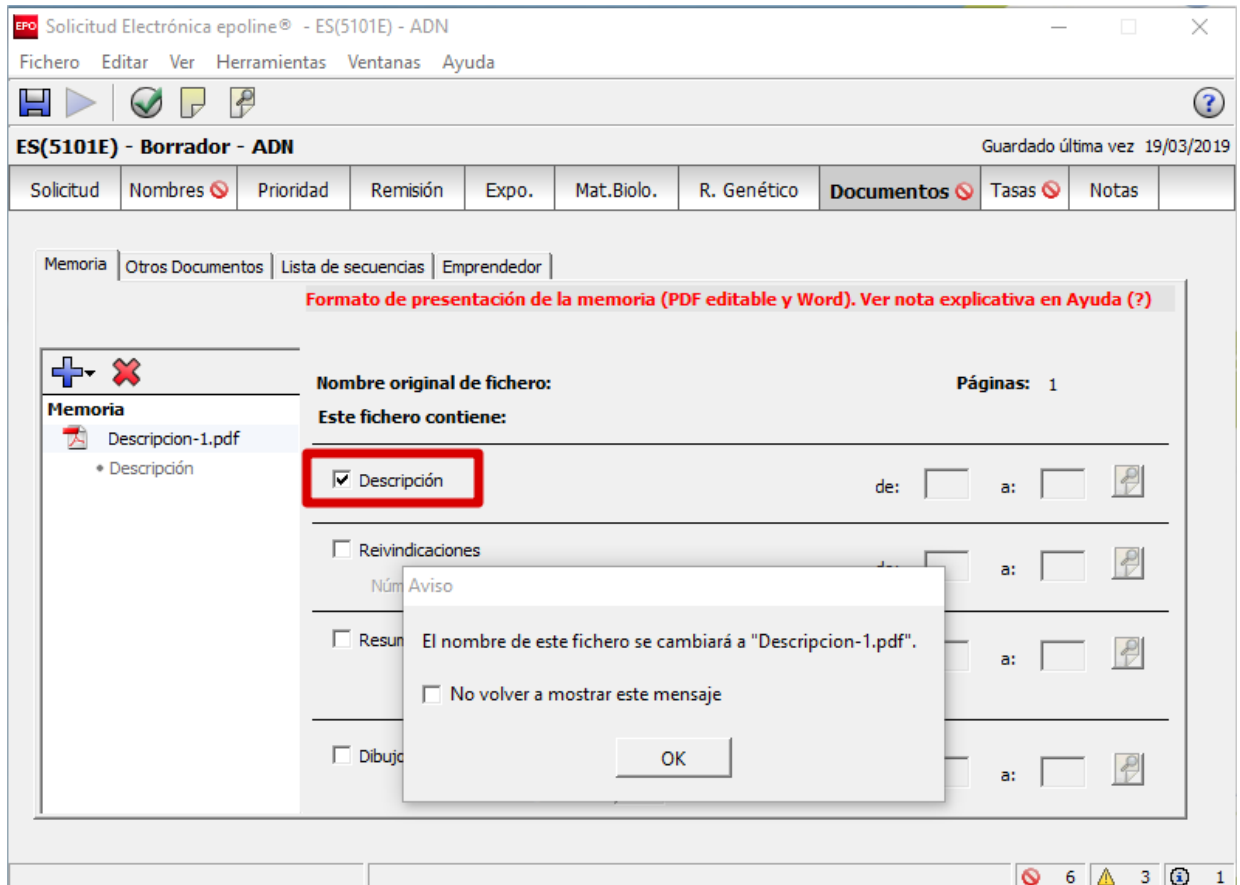 EPO Solicitud Electrónica epoline® - ES(5101E) - ADN
Fichero Editar Ver Herramientas Ventanas Ayuda
ES(5101E) - Borrador - ADN Guardado última vez 19/03/2019
Solicitud Nombres Prioridad Remisión Expo. Mat.Biolo. R. Genético Documentos Tasas Notas
Memoria Otros Documentos Lista de secuencias Emprendedor
Formato de presentación de la memoria (PDF editable y Word). Ver nota explicativa en Ayuda (?)
Nombre original de fichero: Páginas: 1
Memoria
Este fichero contiene:
Descripcion-1.pdf
• Descripción
Descripción de: a:
Reivindicaciones
a:
Núm
Aviso
El nombre de este fichero se cambiará a "Descripcion-1.pdf".
Resum a:
No volver a mostrar este mensaje
OK
Dibujo a:
6 3 1